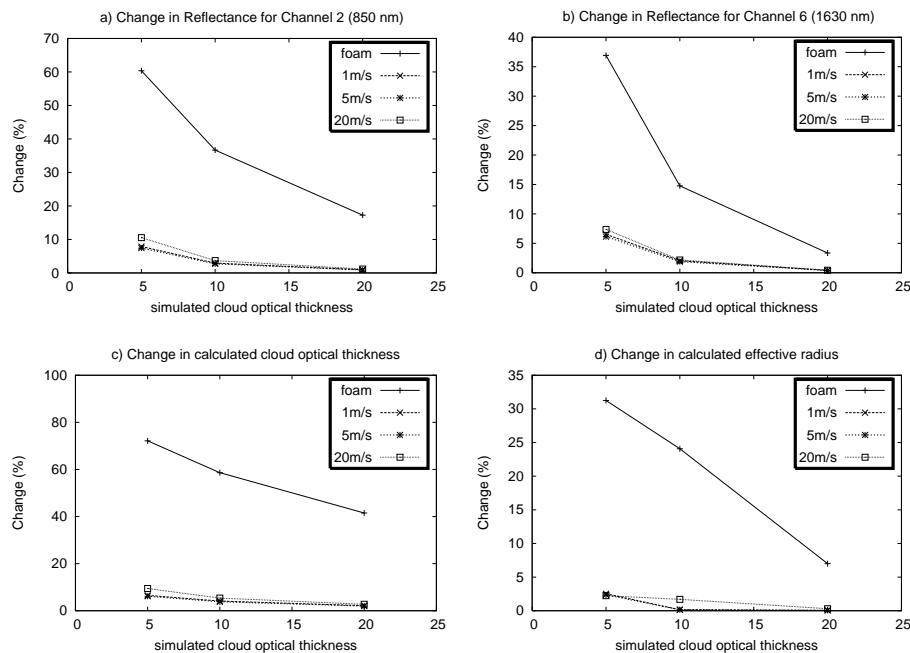 a) Change in Reflectance for Channel 2 (850 nm)
70
60
50
40
30
20
10
0
Change (%)
foam
1m/s
5m/s
20m/s
0 5 10 15 20 25
simulated cloud optical thickness
b) Change in Reflectance for Channel 6 (1630 nm)
40
35
30
25
20
15
10
5
0
Change (%)
foam
1m/s
5m/s
20m/s
0 5 10 15 20 25
simulated cloud optical thickness
c) Change in calculated cloud optical thickness
100
80
60
40
20
0
Change (%)
foam
1m/s
5m/s
20m/s
0 5 10 15 20 25
simulated cloud optical thickness
d) Change in calculated effective radius
35
30
25
20
15
10
5
0
Change (%)
foam
1m/s
5m/s
20m/s
0 5 10 15 20 25
simulated cloud optical thickness